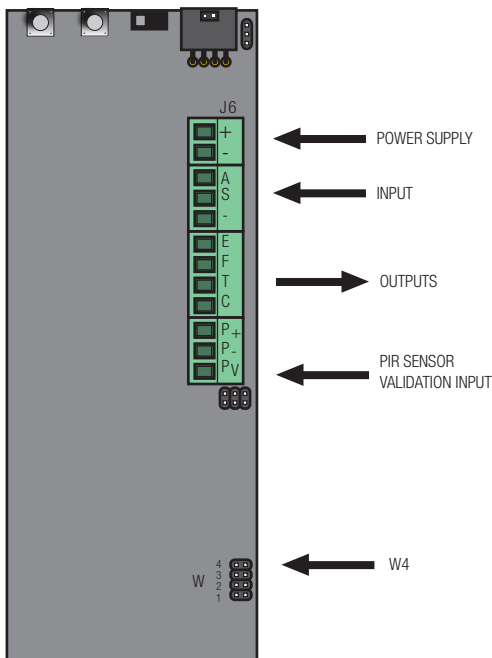 J6
+
-
POWER SUPPLY
A
S
-
INPUT
E
F
T
C
OUTPUTS
P+
P-
PV
PIR SENSOR
VALIDATION INPUT
W4
W
4
3
2
1